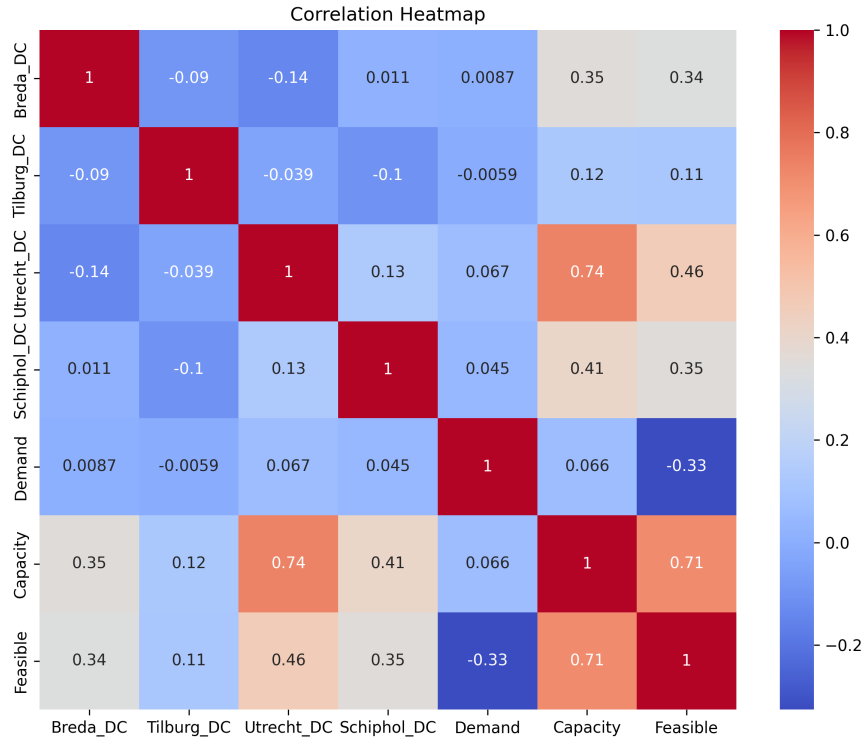 Correlation Heatmap
Breda_DC 1 -0.09 -0.14 0.011 0.0087 0.35 0.34
Tilburg_DC -0.09 1 -0.039 -0.1 -0.0059 0.12 0.11
Utrecht_DC -0.14 -0.039 1 0.13 0.067 0.74 0.46
Schiphol_DC 0.011 -0.1 0.13 1 0.045 0.41 0.35
Demand 0.0087 -0.0059 0.067 0.045 1 0.066 -0.33
Capacity 0.35 0.12 0.74 0.41 0.066 1 0.71
Feasible 0.34 0.11 0.46 0.35 -0.33 0.71 1
Breda_DC Tilburg_DC Utrecht_DC Schiphol_DC Demand Capacity Feasible
1.0
0.8
0.6
0.4
0.2
0.0
−0.2